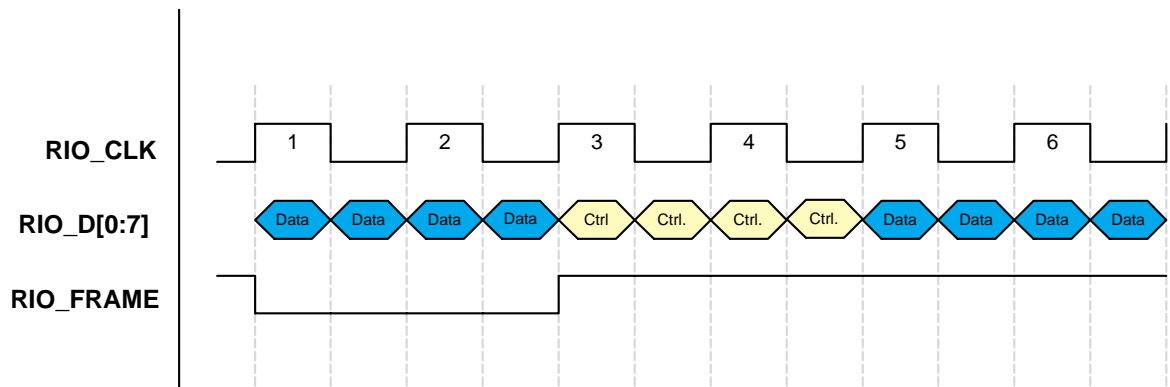 RIO_CLK 1 2 3 4 5 6
RIO_D[0:7] Data Data Data Data Ctrl Ctrl. Ctrl. Ctrl. Data Data Data Data
RIO_FRAME